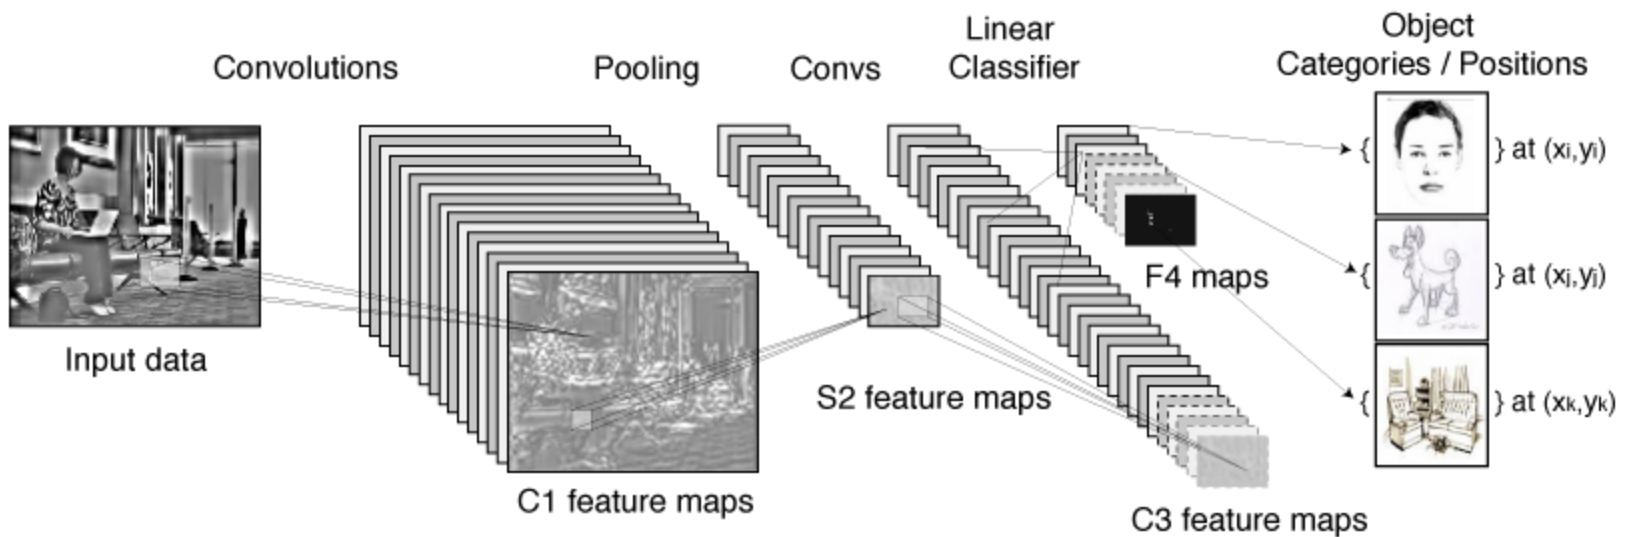 Convolutions
Pooling
Convs
Linear
Classifier
Object
Categories / Positions
{ } at (xi,yi)
{ } at (xj,yj)
{ } at (xk,yk)
Input data
C1 feature maps
S2 feature maps
F4 maps
C3 feature maps